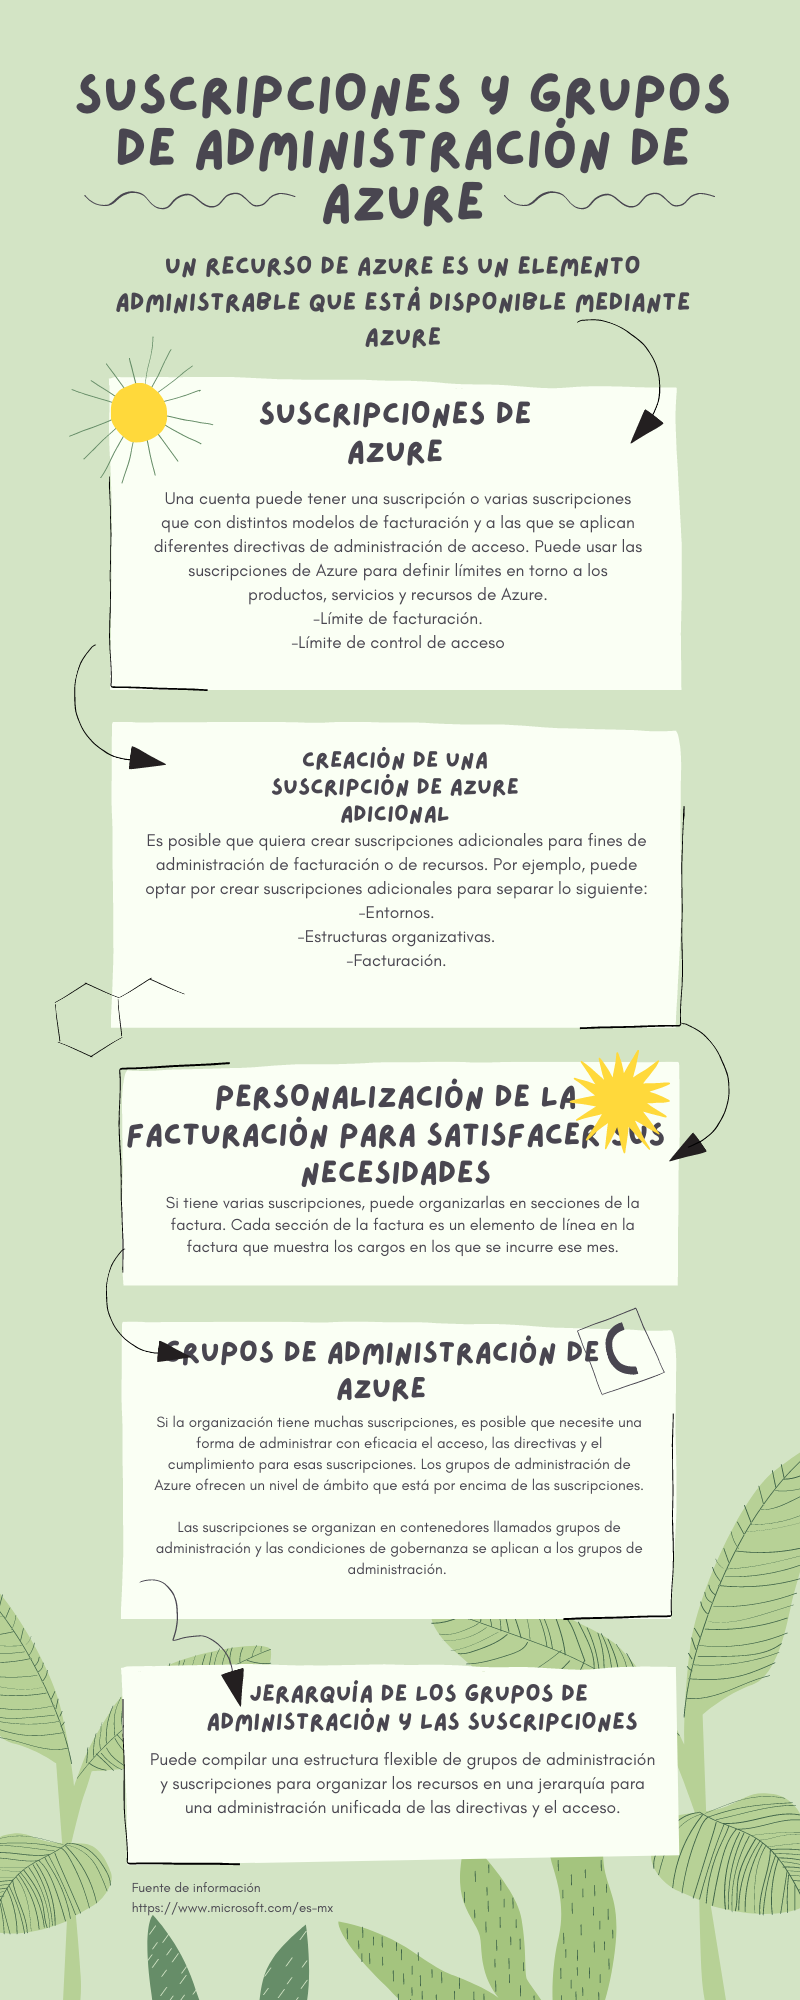 SUSCRIPCIONES Y GRUPOS
DE ADMINISTRACIÓN DE
AZURE
UN RECURSO DE AZURE ES UN ELEMENTO
ADMINISTRABLE QUE ESTÁ DISPONIBLE MEDIANTE
AZURE
SUSCRIPCIONES DE
AZURE
Una cuenta puede tener una suscripción o varias suscripciones
que con distintos modelos de facturación y a las que se aplican
diferentes directivas de administración de acceso. Puede usar las
suscripciones de Azure para definir límites en torno a los
productos, servicios y recursos de Azure.
-Límite de facturación.
-Límite de control de acceso
CREACIÓN DE UNA
SUSCRIPCIÓN DE AZURE
ADICIONAL
Es posible que quiera crear suscripciones adicionales para fines de
administración de facturación o de recursos. Por ejemplo, puede
optar por crear suscripciones adicionales para separar lo siguiente:
-Entornos.
-Estructuras organizativas.
-Facturación.
PERSONALIZACIÓN DE LA
FACTURACIÓN PARA SATISFACER SUS
NECESIDADES
Si tiene varias suscripciones, puede organizarlas en secciones de la
factura. Cada sección de la factura es un elemento de línea en la
factura que muestra los cargos en los que se incurre ese mes.
GRUPOS DE ADMINISTRACIÓN DE
AZURE
Si la organización tiene muchas suscripciones, es posible que necesite una
forma de administrar con eficacia el acceso, las directivas y el
cumplimiento para esas suscripciones. Los grupos de administración de
Azure ofrecen un nivel de ámbito que está por encima de las suscripciones.
Las suscripciones se organizan en contenedores llamados grupos de
administración y las condiciones de gobernanza se aplican a los grupos de
administración.
JERARQUÍA DE LOS GRUPOS DE
ADMINISTRACIÓN Y LAS SUSCRIPCIONES
Puede compilar una estructura flexible de grupos de administración
y suscripciones para organizar los recursos en una jerarquía para
una administración unificada de las directivas y el acceso.
Fuente de información
https://www.microsoft.com/es-mx